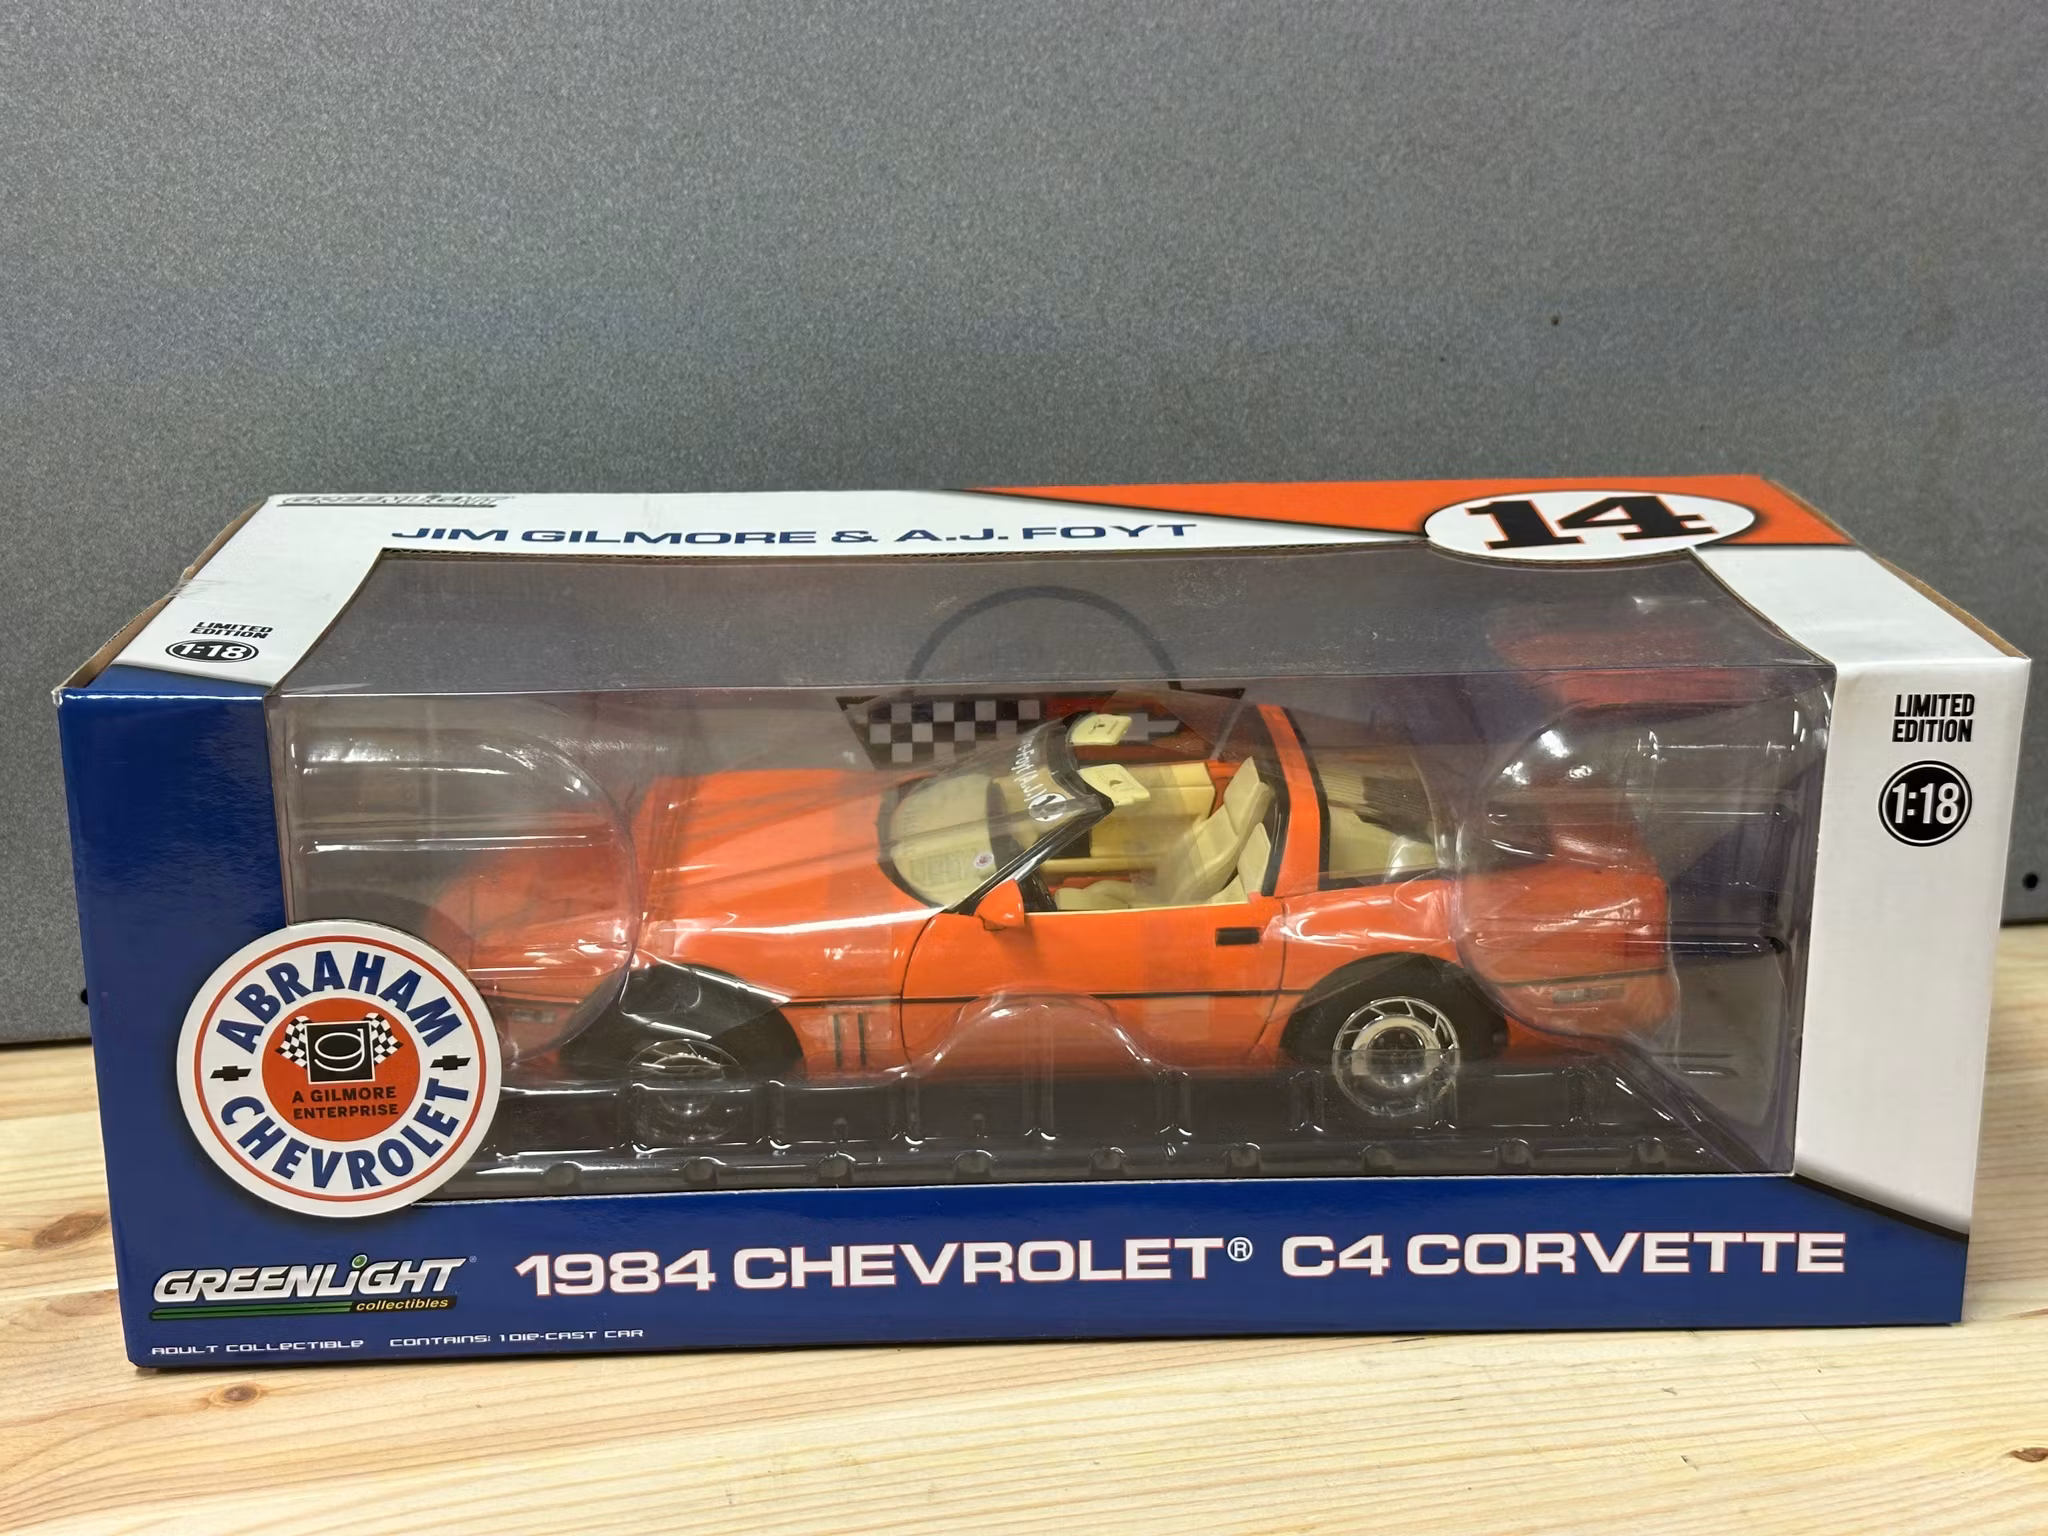 GREENLIGHT
JIM GILMORE & A.J. FOYT
14
LIMITED
EDITION
1:18
LIMITED
EDITION
1:18
ABRAHAM
CHEVROLET
g
A GILMORE
ENTERPRISE
GREENLiGHT®
collectibles
1984 CHEVROLET® C4 CORVETTE
ADULT COLLECTIBLE CONTAINS: 1 DIE-CAST CAR